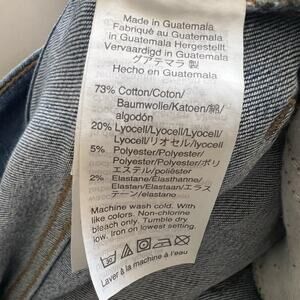 Made in Guatemala
Fabriqué au Guatemala
in Guatemala Hergestellt
Vervaardigd in Guatemala
グアテマラ 製
Hecho en Guatemala
73% Cotton/Coton/
Baumwolle/Katoen/綿/
algodón
20% Lyocell/Lyocell/Lyocell/
Lyocell/リオセル/lyocell
5% Polyester/Polyester/
Polyester/Polyester/ポリ
エステル/poliéster
2% Elastane/Élasthanne/
Elastan/Elastaan/エラス
テーン/elastano
Machine wash cold. With
like colors. Non-chlorine
bleach only. Tumble dry
low. Iron on lowest setting.
Laver à la machine à l'eau